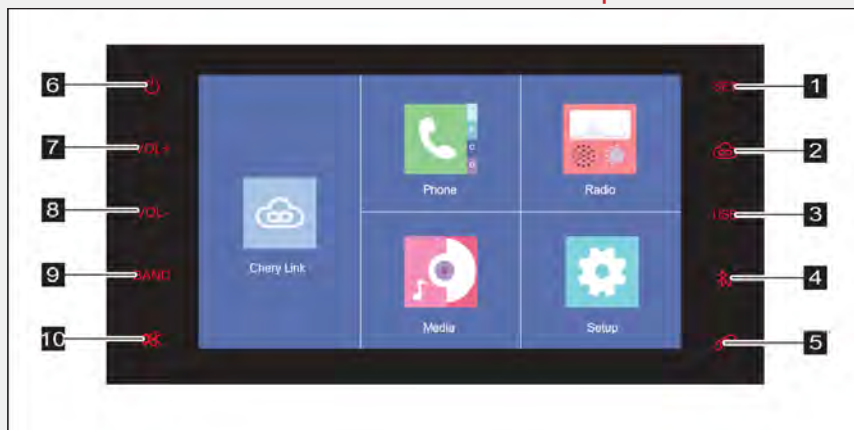 6
7 VOL+
8 VOL-
9 BAND
10
Chery Link
Phone
Radio
Media
Setup
1
2
3 USB
4
5